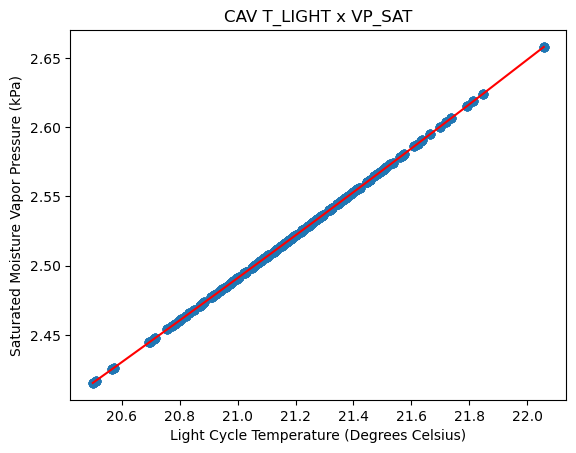 CAV T_LIGHT x VP_SAT
Saturated Moisture Vapor Pressure (kPa)
2.65
2.60
2.55
2.50
2.45
20.6 20.8 21.0 21.2 21.4 21.6 21.8 22.0
Light Cycle Temperature (Degrees Celsius)